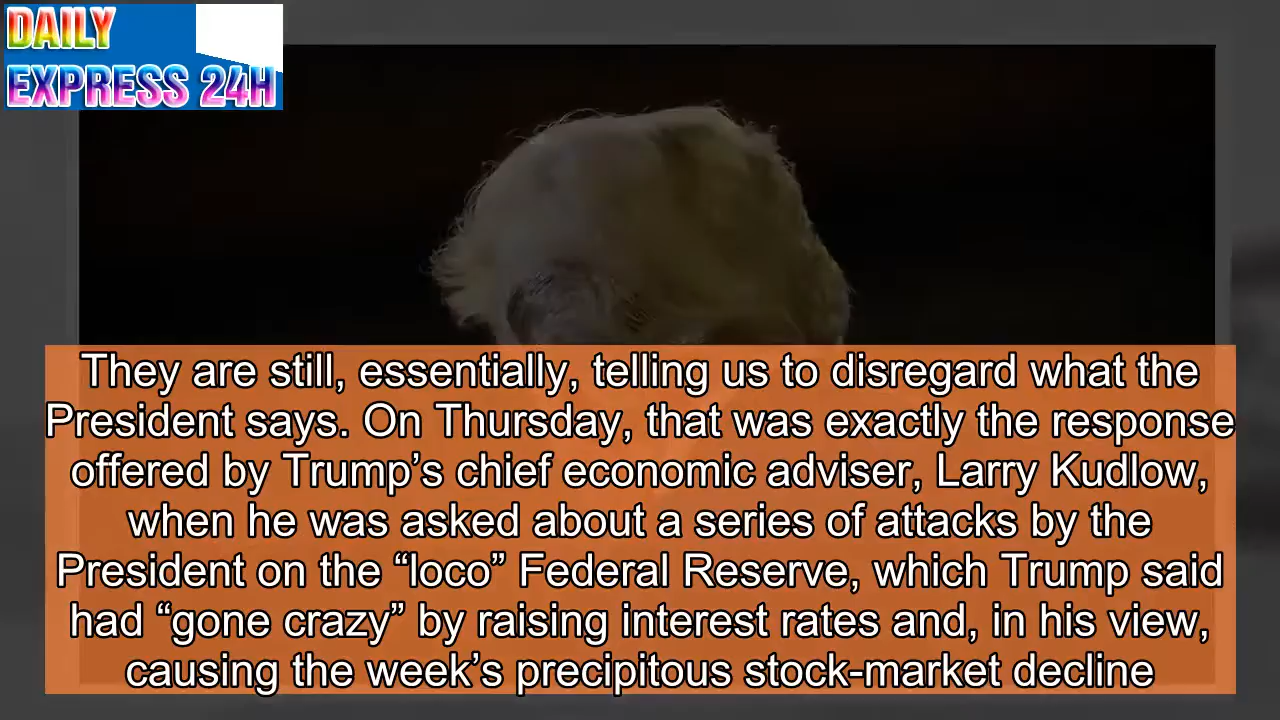 DAILY
EXPRESS 24H
They are still, essentially, telling us to disregard what the
President says. On Thursday, that was exactly the response
offered by Trump’s chief economic adviser, Larry Kudlow,
when he was asked about a series of attacks by the
President on the “loco” Federal Reserve, which Trump said
had “gone crazy” by raising interest rates and, in his view,
causing the week’s precipitous stock-market decline